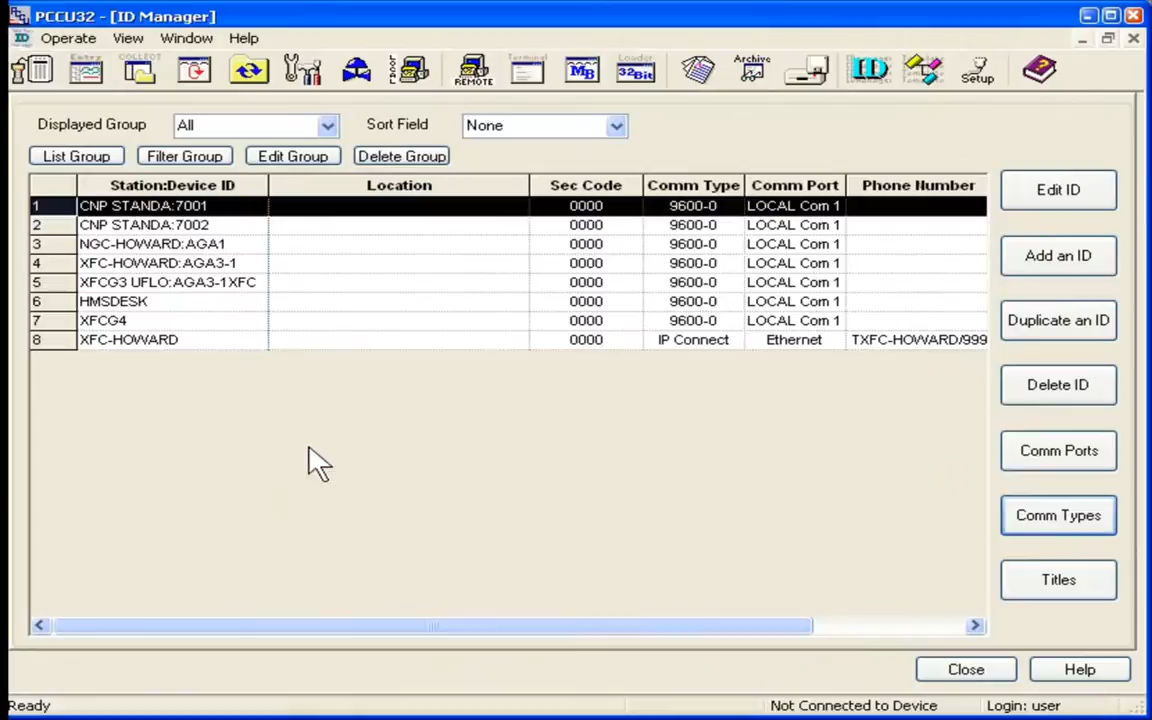 PCCU32 - [ID Manager]
ID Operate View Window Help
Entry COLLECT REMOTE Terminal MB Loader 32Bit Archive ID Setup
Displayed Group All Sort Field None
List Group Filter Group Edit Group Delete Group
Station:Device ID Location Sec Code Comm Type Comm Port Phone Number
1 CNP STANDA:7001 0000 9600-0 LOCAL Com 1
2 CNP STANDA:7002 0000 9600-0 LOCAL Com 1
3 NGC-HOWARD:AGA1 0000 9600-0 LOCAL Com 1
4 XFC-HOWARD:AGA3-1 0000 9600-0 LOCAL Com 1
5 XFCG3 UFLO:AGA3-1XFC 0000 9600-0 LOCAL Com 1
6 HMSDESK 0000 9600-0 LOCAL Com 1
7 XFCG4 0000 9600-0 LOCAL Com 1
8 XFC-HOWARD 0000 IP Connect Ethernet TXFC-HOWARD/999
Edit ID
Add an ID
Duplicate an ID
Delete ID
Comm Ports
Comm Types
Titles
Close Help
Ready Not Connected to Device Login: user